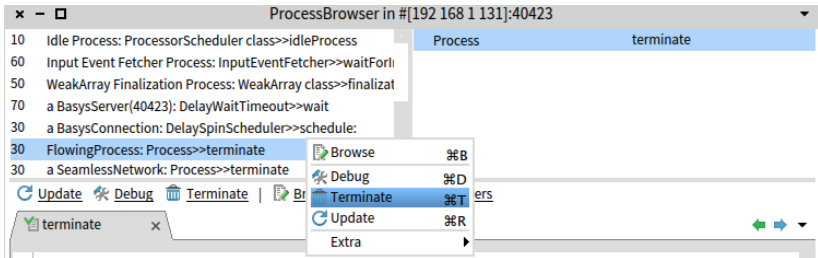 ProcessBrowser in #[192 168 1 131]:40423
10 Idle Process: ProcessorScheduler class>>idleProcess
60 Input Event Fetcher Process: InputEventFetcher>>waitForIn
50 WeakArray Finalization Process: WeakArray class>>finalizat
70 a BasysServer(40423): DelayWaitTimeout>>wait
30 a BasysConnection: DelaySpinScheduler>>schedule:
30 FlowingProcess: Process>>terminate
30 a SeamlessNetwork: Process>>terminate
Process terminate
Browse ⌘B
Debug ⌘D
Terminate ⌘T
Update ⌘R
Extra
Update Debug Terminate | Br ers
terminate x